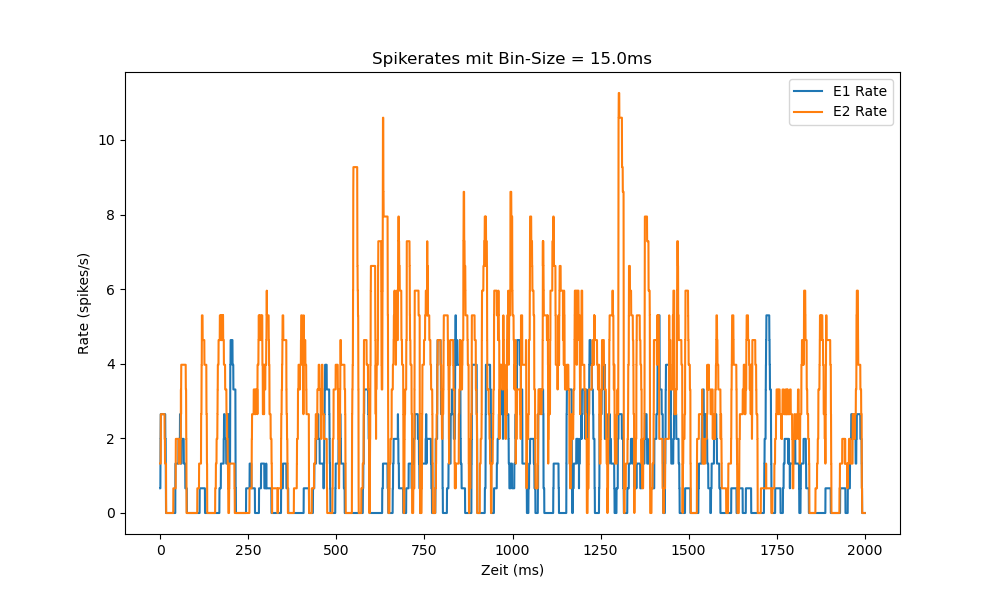 Spikerates mit Bin-Size = 15.0ms
E1 Rate
E2 Rate
Rate (spikes/s)
10
8
6
4
2
0
0 250 500 750 1000 1250 1500 1750 2000
Zeit (ms)